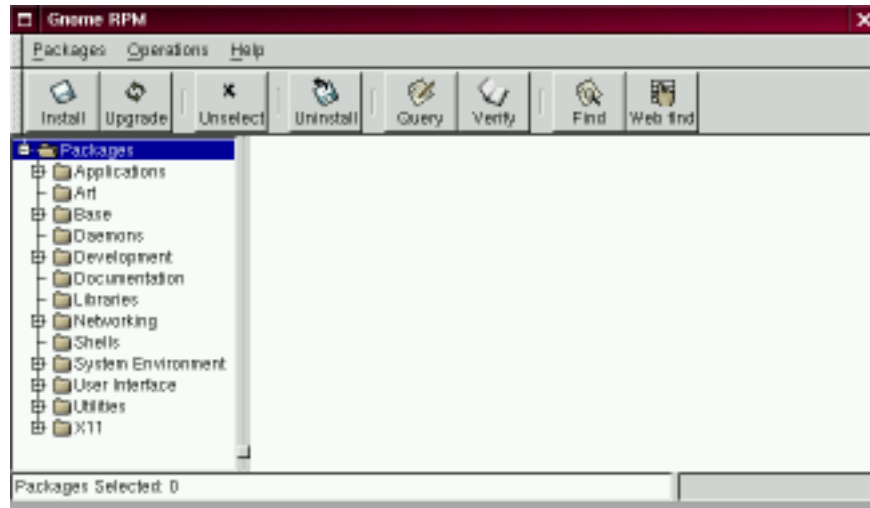 Gnome RPM
Packages Operations Help
Install Upgrade Unselect Uninstall Query Verify Find Web find
Packages
Applications
Art
Base
Daemons
Development
Documentation
Libraries
Networking
Shells
System Environment
User Interface
Utilities
X11
Packages Selected: 0